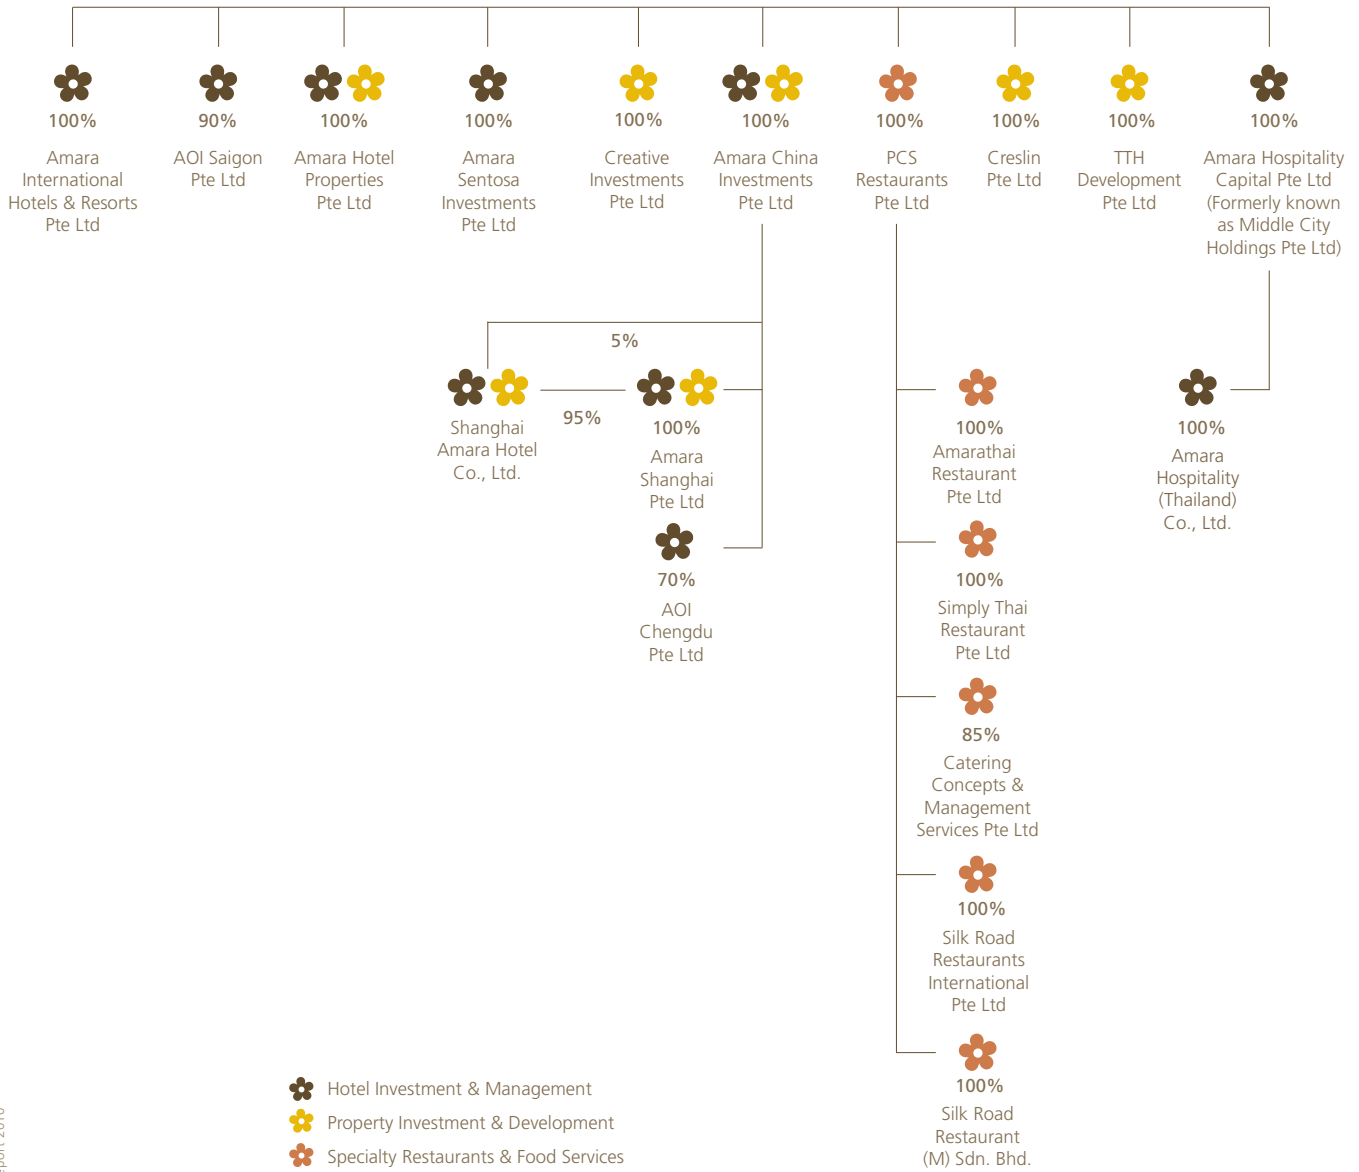 100%
Amara
International
Hotels & Resorts
Pte Ltd
90%
AOI Saigon
Pte Ltd
100%
Amara Hotel
Properties
Pte Ltd
100%
Amara
Sentosa
Investments
Pte Ltd
100%
Creative
Investments
Pte Ltd
100%
Amara China
Investments
Pte Ltd
100%
PCS
Restaurants
Pte Ltd
100%
Creslin
Pte Ltd
100%
TTH
Development
Pte Ltd
100%
Amara Hospitality
Capital Pte Ltd
(Formerly known
as Middle City
Holdings Pte Ltd)
5%
Shanghai
Amara Hotel
Co., Ltd.
95%
100%
Amara
Shanghai
Pte Ltd
70%
AOI
Chengdu
Pte Ltd
100%
Amarathai
Restaurant
Pte Ltd
100%
Simply Thai
Restaurant
Pte Ltd
85%
Catering
Concepts &
Management
Services Pte Ltd
100%
Silk Road
Restaurants
International
Pte Ltd
100%
Silk Road
Restaurant
(M) Sdn. Bhd.
100%
Amara
Hospitality
(Thailand)
Co., Ltd.
Hotel Investment & Management
Property Investment & Development
Specialty Restaurants & Food Services